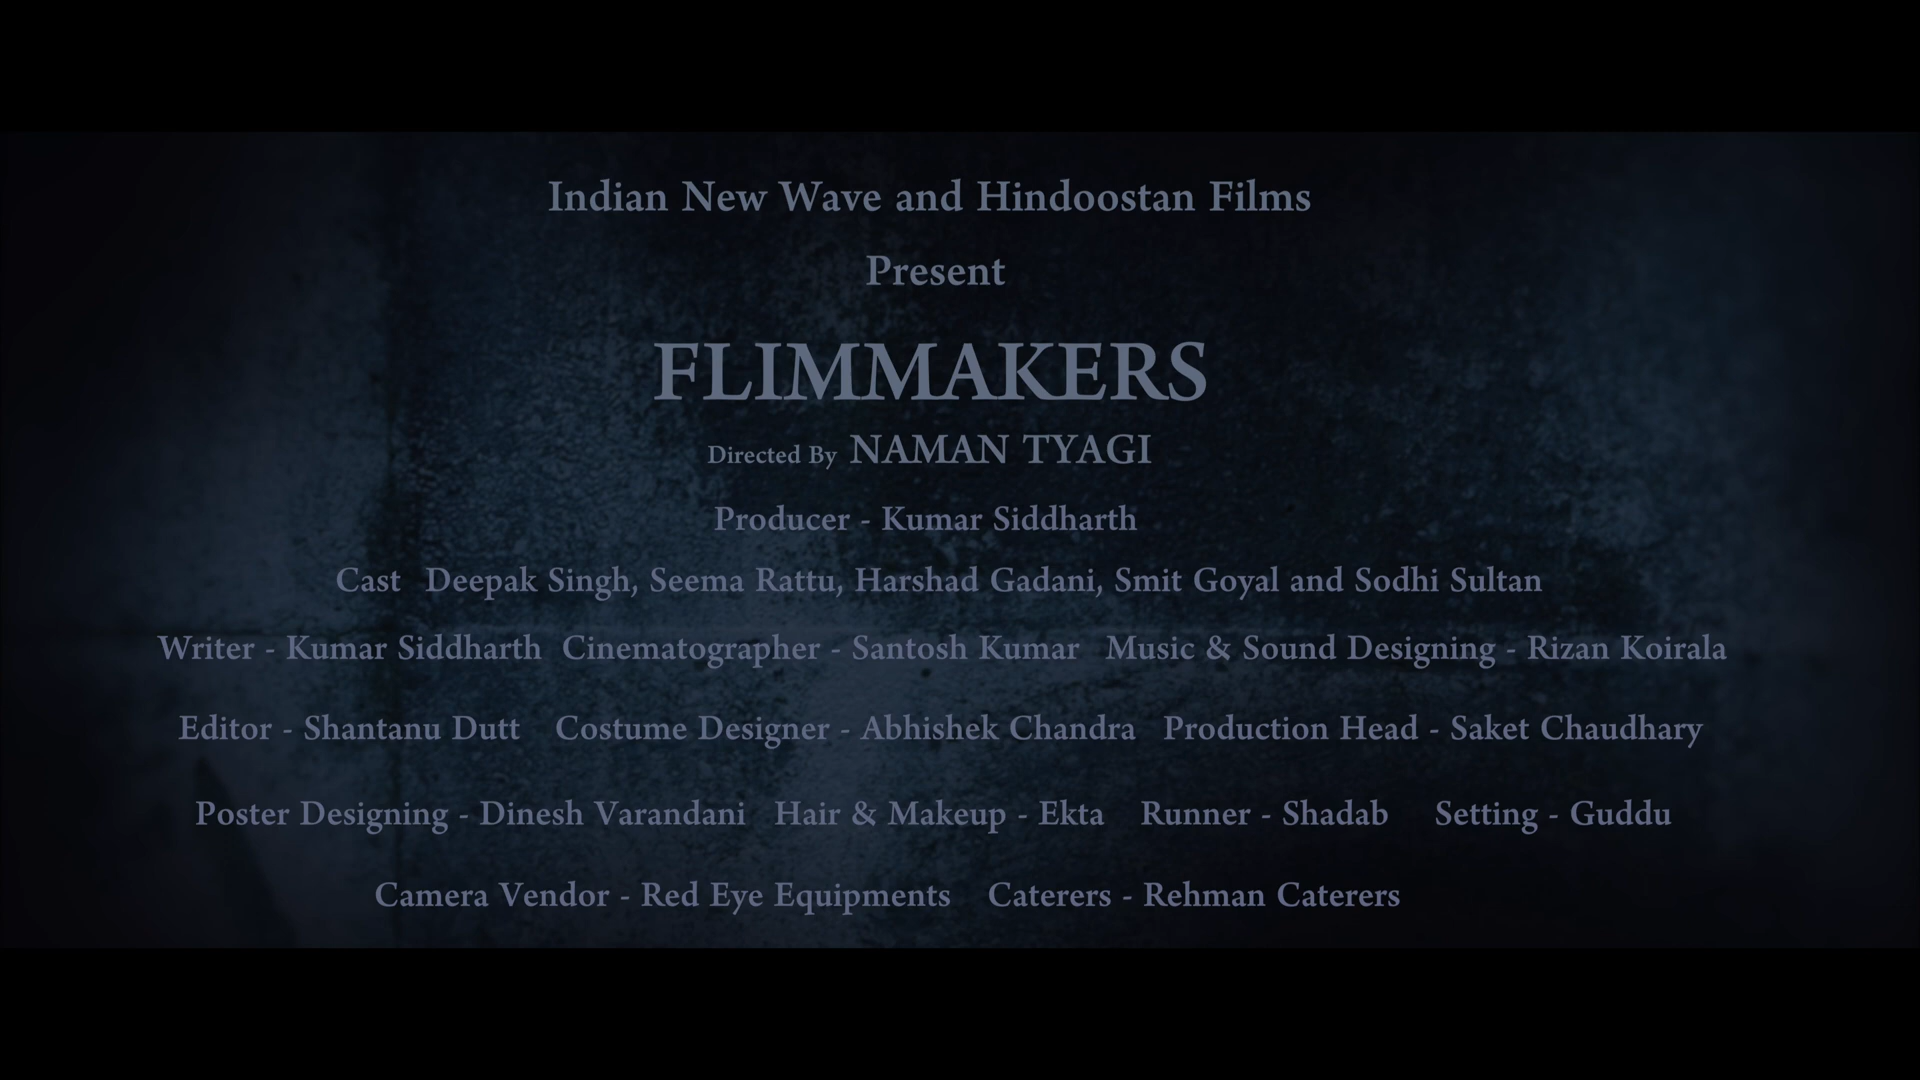 Indian New Wave and Hindoostan Films
Present
FLIMMAKERS
Directed By NAMAN TYAGI
Producer - Kumar Siddharth
Cast Deepak Singh, Seema Rattu, Harshad Gadani, Smit Goyal and Sodhi Sultan
Writer - Kumar Siddharth Cinematographer - Santosh Kumar Music & Sound Designing - Rizan Koirala
Editor - Shantanu Dutt Costume Designer - Abhishek Chandra Production Head - Saket Chaudhary
Poster Designing - Dinesh Varandani Hair & Makeup - Ekta Runner - Shadab Setting - Guddu
Camera Vendor - Red Eye Equipments Caterers - Rehman Caterers